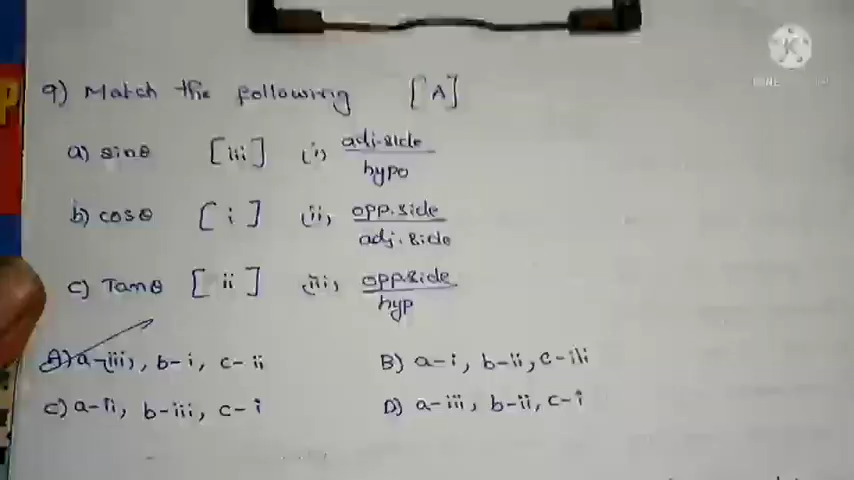 9) Match the following [A]
a) sinθ [iii] (i) adj.side/hypo
b) cosθ [i] (ii) opp.side/adj.side
c) Tanθ [ii] (iii) opp.side/hyp
A) a-iii, b-i, c-ii B) a-i, b-ii, c-iii
C) a-ii, b-iii, c-i D) a-iii, b-ii, c-i